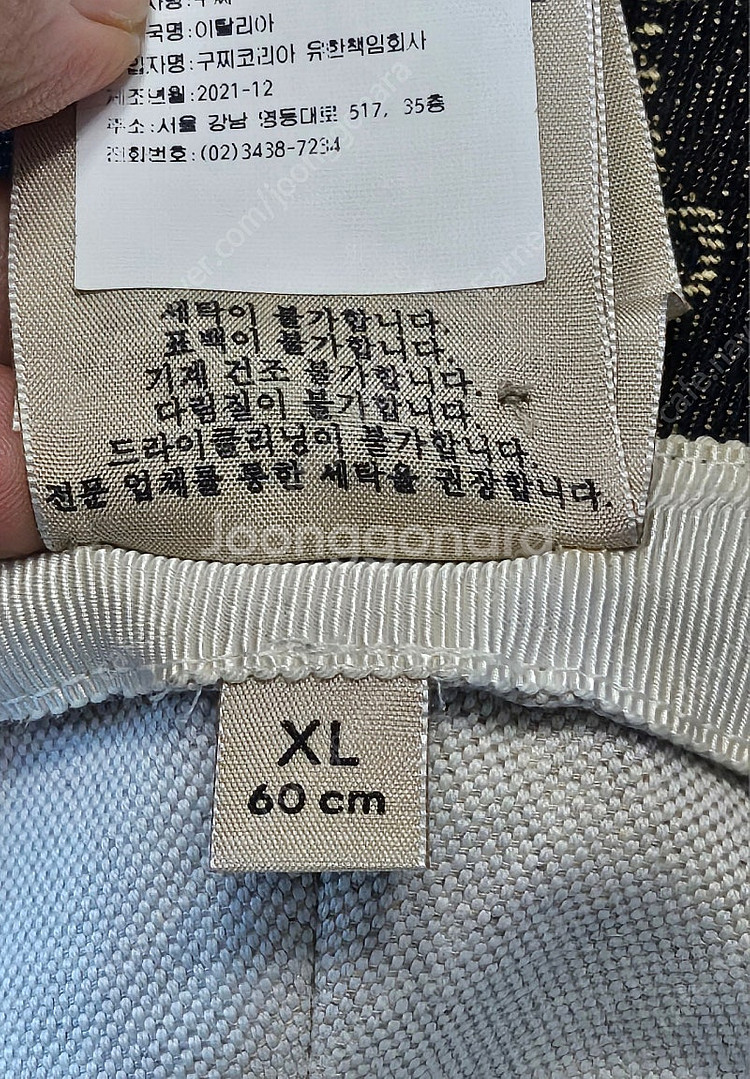 국명:이탈리아
입자명:구찌코리아 유한책임회사
제조년월:2021-12
주소:서울 강남 영동대로 517, 35층
전화번호:(02)3438-7234
세탁이 불가합니다.
표백이 불가합니다.
기계 건조 불가합니다.
다림질이 불가합니다.
드라이클리닝이 불가합니다.
전문 업체를 통한 세탁을 권장합니다.
Joonggonara
XL
60 cm